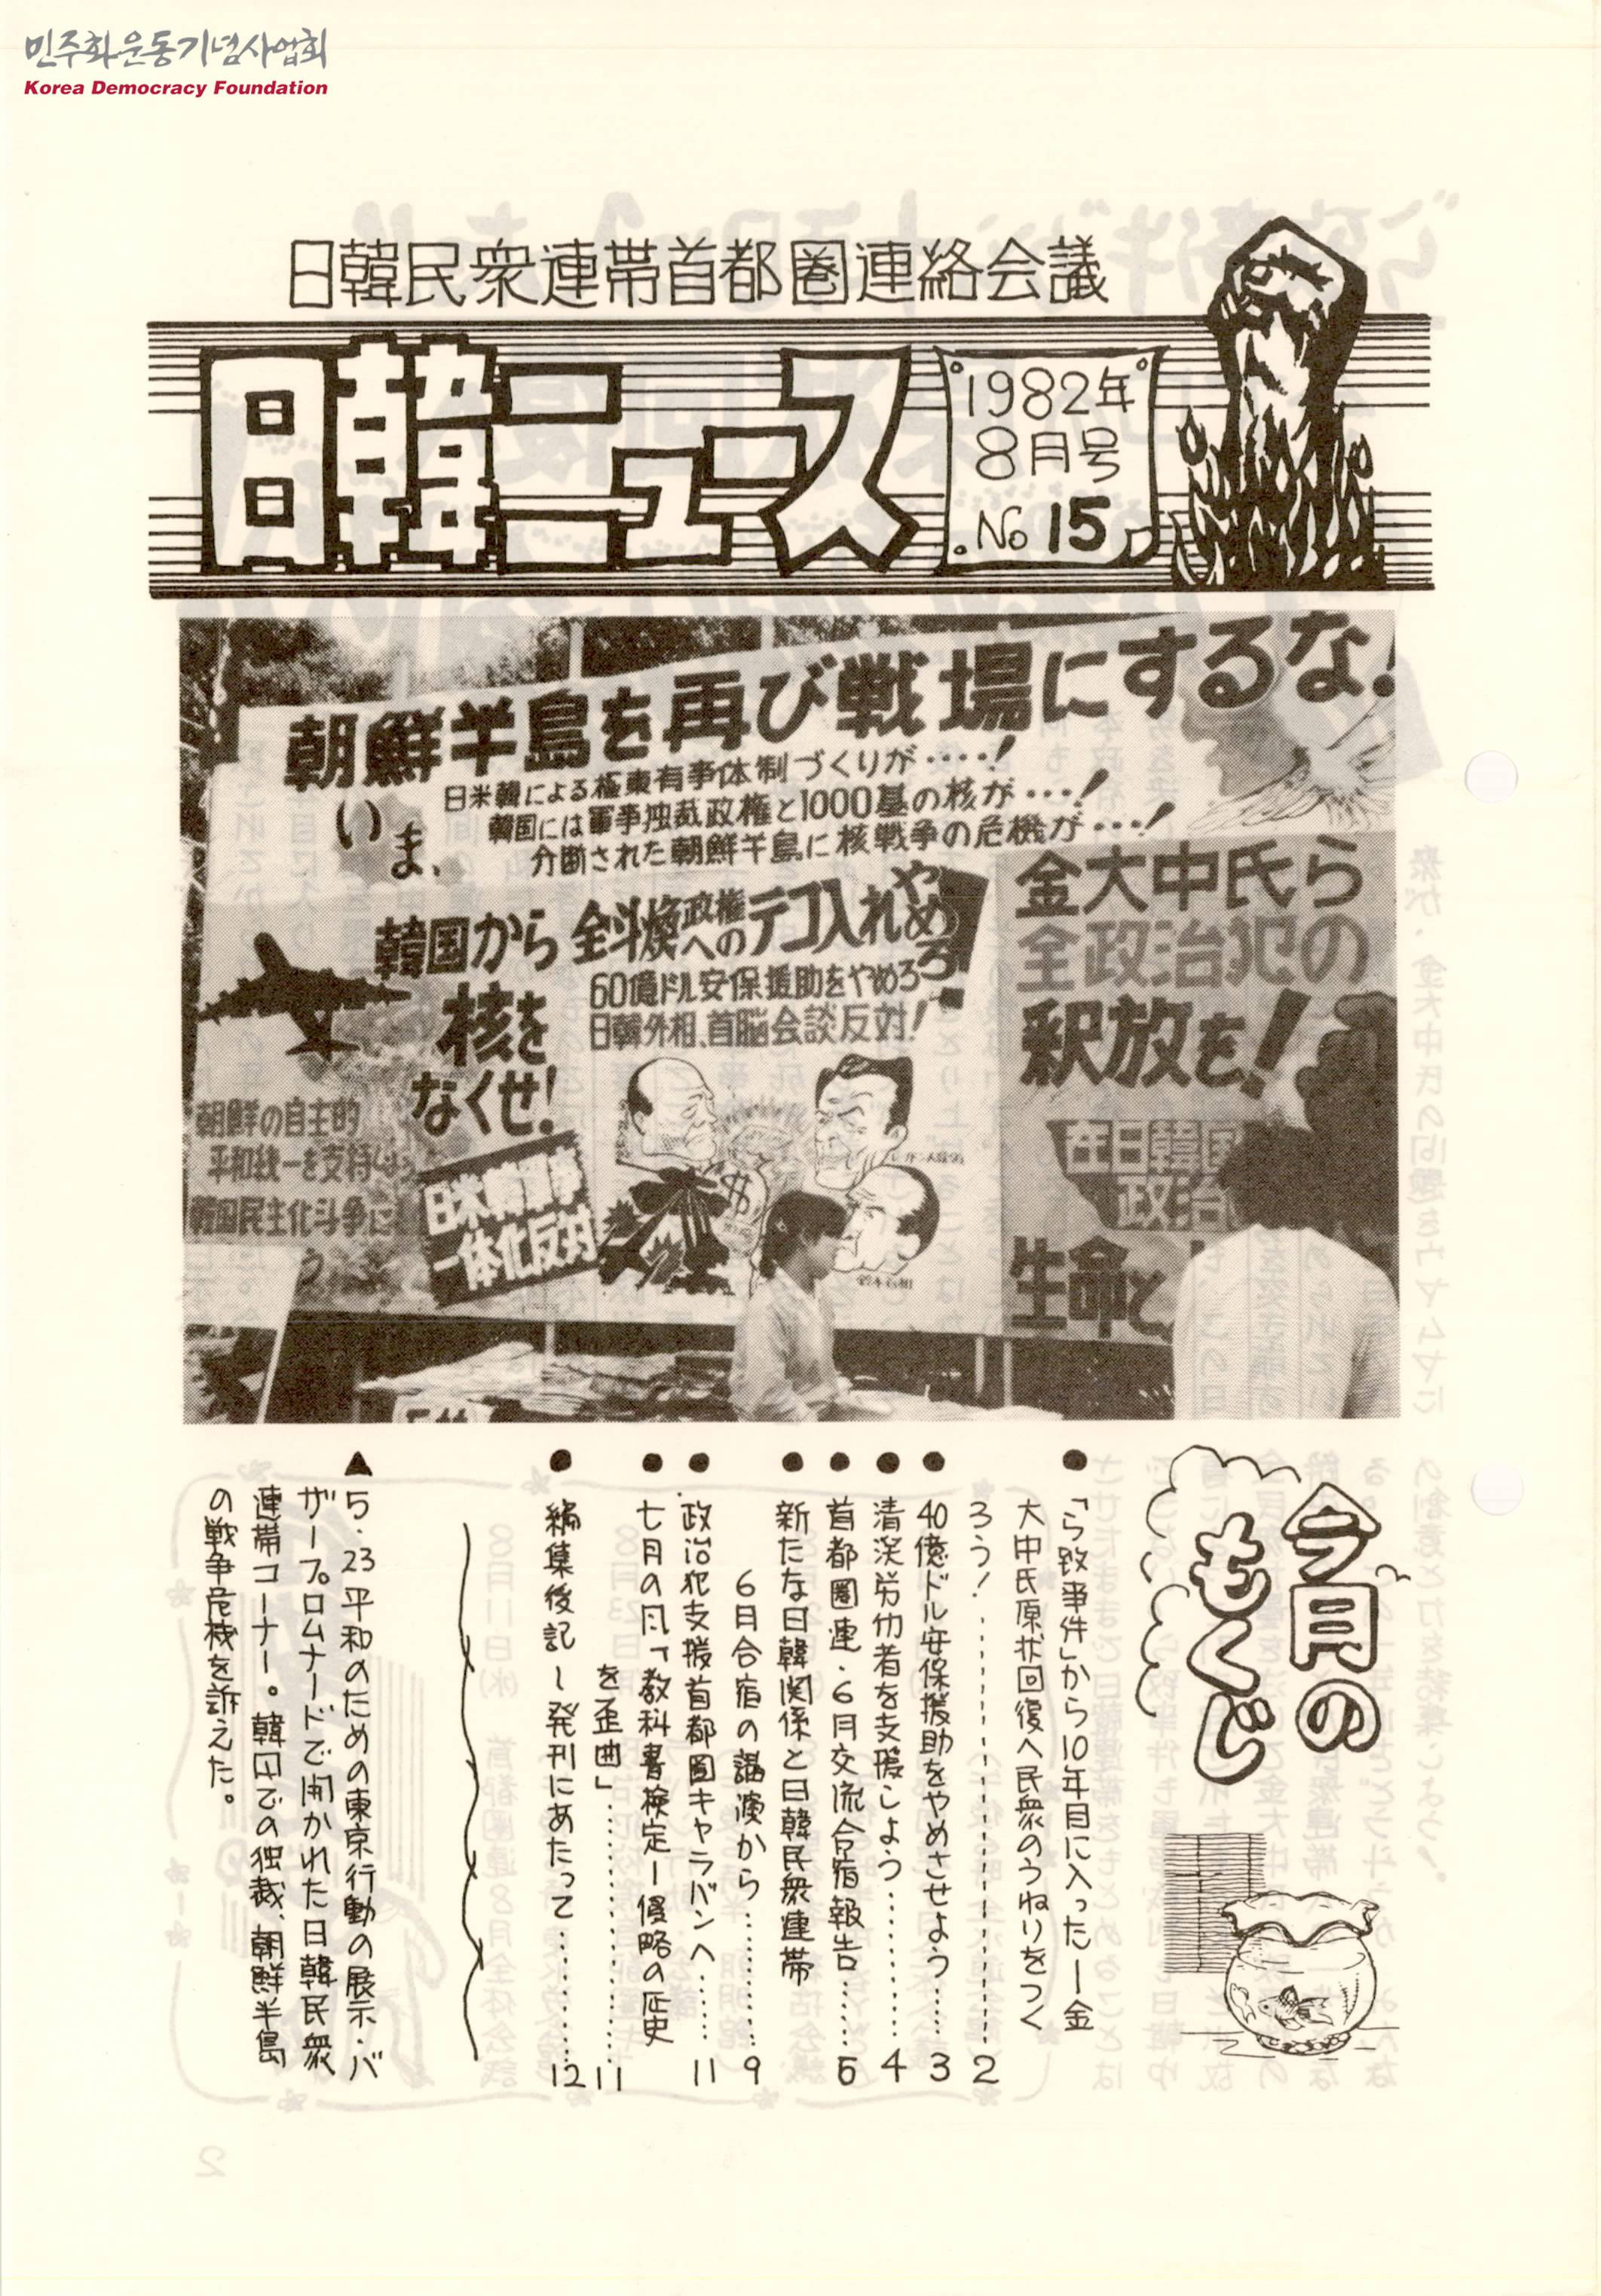 민주화운동기념사업회
Korea Democracy Foundation
日韓民衆連帯首都圏連絡会議
日韓ニュース
1982年
8月号
No 15
朝鮮半島を再び戦場にするな!
いま、
日米韓による極東有事体制づくりが・・・・!
韓国には軍事独裁政権と1000基の核が・・・!
分断された朝鮮半島に核戦争の危機が・・・!
韓国から
核を
なくせ!
全斗煥政権へのテコ入れやめろ
60億ドル安保援助をやめろ
日韓外相、首脳会談反対!
金大中氏ら
全政治犯の
釈放を!
朝鮮の自主的
平和統一を支持し
韓国民主化斗争に
日米韓軍事
一体化反対
鈴木首相
在日韓国
政治
生命と
今月の
もくじ
●「ら致事件」から10年目に入ったー金
大中氏原状回復へ民衆のうねりをつく
ろう!・・・・・・2
●40億ドル安保援助をやめさせよう・・・・・・3
●清渓労働者を支援しよう・・・・・・4
●首都圏連・6月交流合宿報告・・・・・・5
●新たな日韓関係と日韓民衆連帯
6月合宿の講演から・・・・・・9
●政治犯支援首都圏キャラバンへ・・・・・・11
●七月の風「教科書検定ー侵略の歴史
を歪曲」・・・・・・11
●編集後記ー発刊にあたって・・・・・・12
▲5.23平和のための東京行動の展示・バ
ザープロムナードで開かれた日韓民衆
連帯コーナー。韓国での独裁、朝鮮半島
の戦争危機を訴えた。